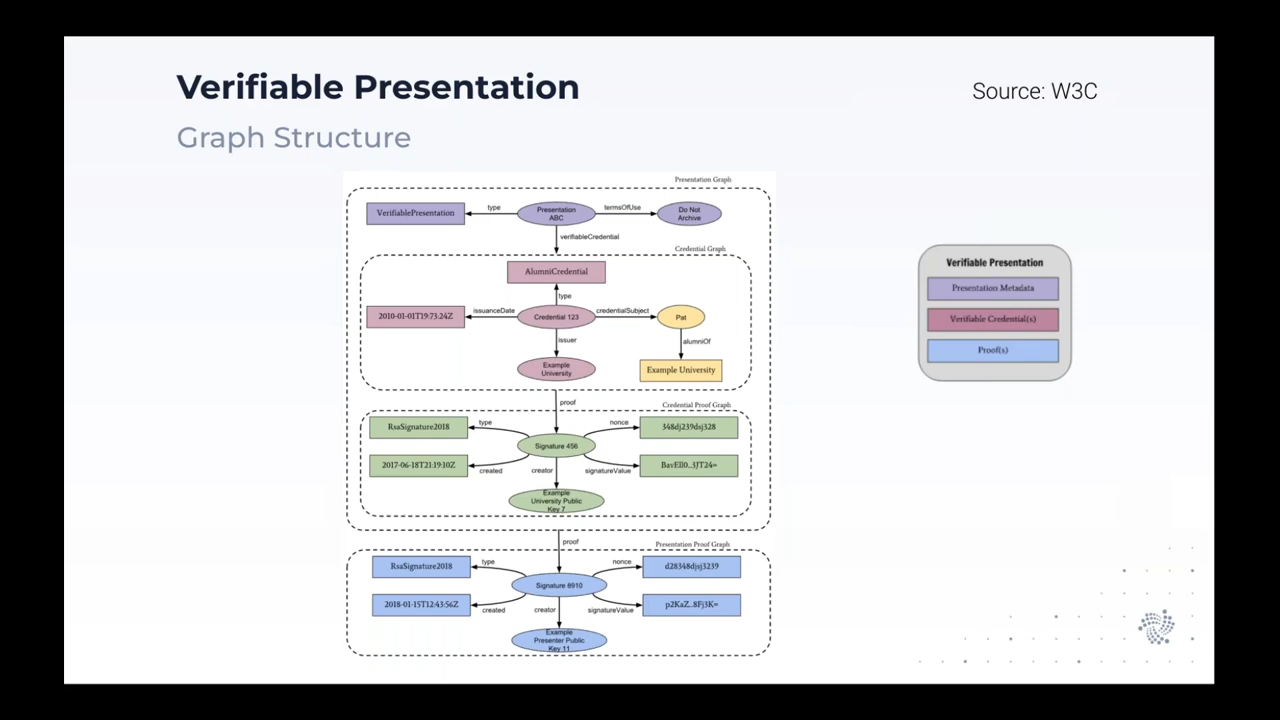 Verifiable Presentation
Source: W3C
Graph Structure
Presentation Graph
VerifiablePresentation
type
Presentation
ABC
termsOfUse
Do Not
Archive
verifiableCredential
Credential Graph
AlumniCredential
type
2010-01-01T19:73:24Z
issuanceDate
Credential 123
credentialSubject
Pat
issuer
alumniOf
Example
University
Example University
proof
Credential Proof Graph
RsaSignature2018
type
nonce
348dj239dsj328
Signature 456
2017-06-18T21:19:10Z
created
creator
signatureValue
BavEll0...3JT24=
Example
University Public
Key 7
proof
Presentation Proof Graph
RsaSignature2018
type
nonce
d28348djsj3239
Signature 8910
2018-01-15T12:43:56Z
created
creator
signatureValue
p2KaZ...8Fj3K=
Example
Presenter Public
Key 11
Verifiable Presentation
Presentation Metadata
Verifiable Credential(s)
Proof(s)